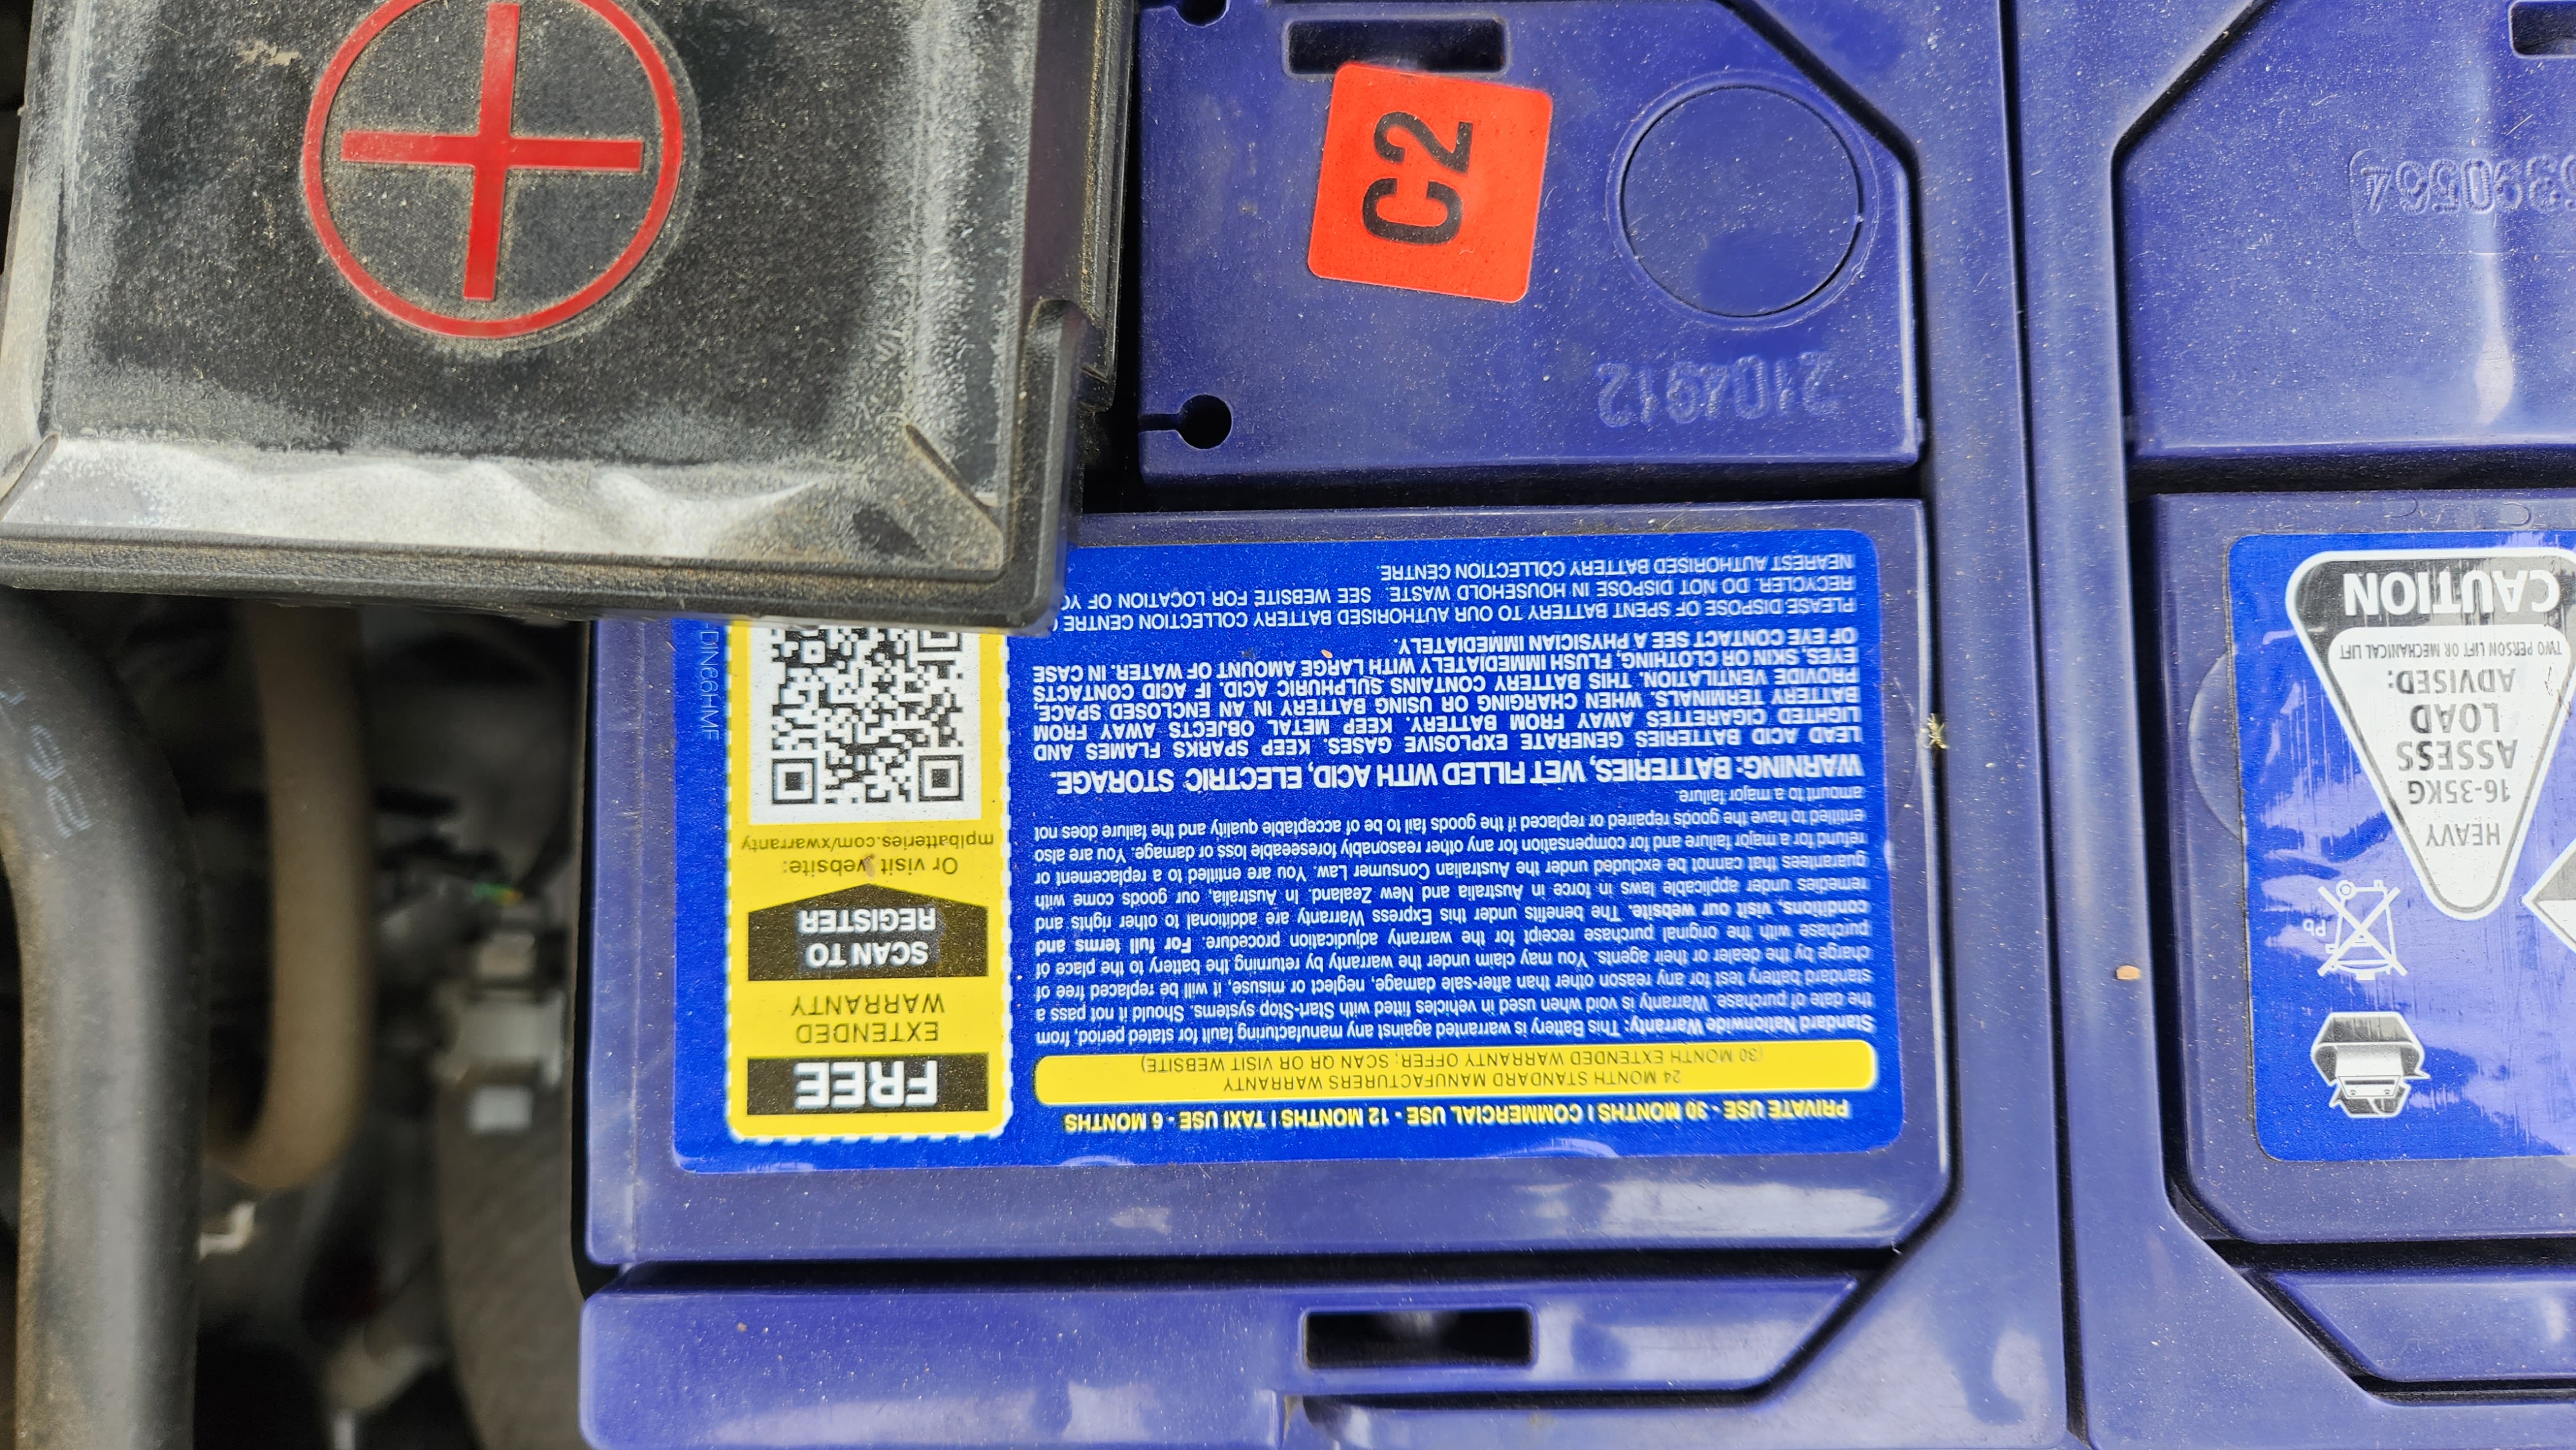 C2
2104912
PRIVATE USE - 30 MONTHS | COMMERCIAL USE - 12 MONTHS | TAXI USE - 6 MONTHS
24 MONTH STANDARD MANUFACTURERS WARRANTY
(30 MONTH EXTENDED WARRANTY OFFER; SCAN QR OR VISIT WEBSITE)
Standard Nationwide Warranty: This Battery is warranted against any manufacturing fault for stated period, from
the date of purchase. Warranty is void when used in vehicles fitted with Start-Stop systems. Should it not pass a
standard battery test for any reason other than after-sale damage, neglect or misuse, it will be replaced free of
charge by the dealer or their agents. You may claim under the warranty by returning the battery to the place of
purchase with the original purchase receipt for the warranty adjudication procedure. For full terms and
conditions, visit our website. The benefits under this Express Warranty are additional to other rights and
remedies under applicable laws in force in Australia and New Zealand. In Australia, our goods come with
guarantees that cannot be excluded under the Australian Consumer Law. You are entitled to a replacement or
refund for a major failure and for compensation for any other reasonably foreseeable loss or damage. You are also
entitled to have the goods repaired or replaced if the goods fail to be of acceptable quality and the failure does not
amount to a major failure.
WARNING: BATTERIES, WET FILLED WITH ACID, ELECTRIC STORAGE.
LEAD ACID BATTERIES GENERATE EXPLOSIVE GASES. KEEP SPARKS FLAMES AND
LIGHTED CIGARETTES AWAY FROM BATTERY. KEEP METAL OBJECTS AWAY FROM
BATTERY TERMINALS. WHEN CHARGING OR USING BATTERY IN AN ENCLOSED SPACE,
PROVIDE VENTILATION. THIS BATTERY CONTAINS SULPHURIC ACID. IF ACID CONTACTS
EYES, SKIN OR CLOTHING, FLUSH IMMEDIATELY WITH LARGE AMOUNT OF WATER. IN CASE
OF EYE CONTACT SEE A PHYSICIAN IMMEDIATELY.
PLEASE DISPOSE OF SPENT BATTERY TO OUR AUTHORISED BATTERY COLLECTION CENTRE
RECYCLER. DO NOT DISPOSE IN HOUSEHOLD WASTE. SEE WEBSITE FOR LOCATION OF
NEAREST AUTHORISED BATTERY COLLECTION CENTRE.
FREE
EXTENDED
WARRANTY
SCAN TO
REGISTER
Or visit website:
mplbatteries.com/xwarranty
DIN66HMF
Pb
HEAVY
16-35KG
ASSESS
LOAD
ADVISED:
TWO PERSON LIFT OR MECHANICAL LIFT
CAUTION